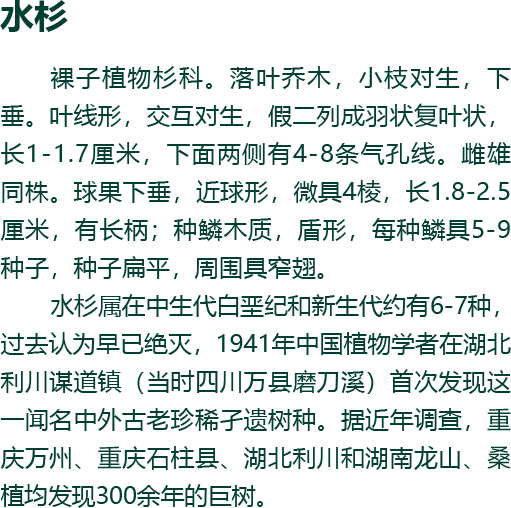 水杉
裸子植物杉科。落叶乔木，小枝对生，下
垂。叶线形，交互对生，假二列成羽状复叶状，
长1-1.7厘米，下面两侧有4-8条气孔线。雌雄
同株。球果下垂，近球形，微具4棱，长1.8-2.5
厘米，有长柄；种鳞木质，盾形，每种鳞具5-9
种子，种子扁平，周围具窄翅。
水杉属在中生代白垩纪和新生代约有6-7种，
过去认为早已绝灭，1941年中国植物学者在湖北
利川谋道镇（当时四川万县磨刀溪）首次发现这
一闻名中外古老珍稀孑遗树种。据近年调查，重
庆万州、重庆石柱县、湖北利川和湖南龙山、桑
植均发现300余年的巨树。